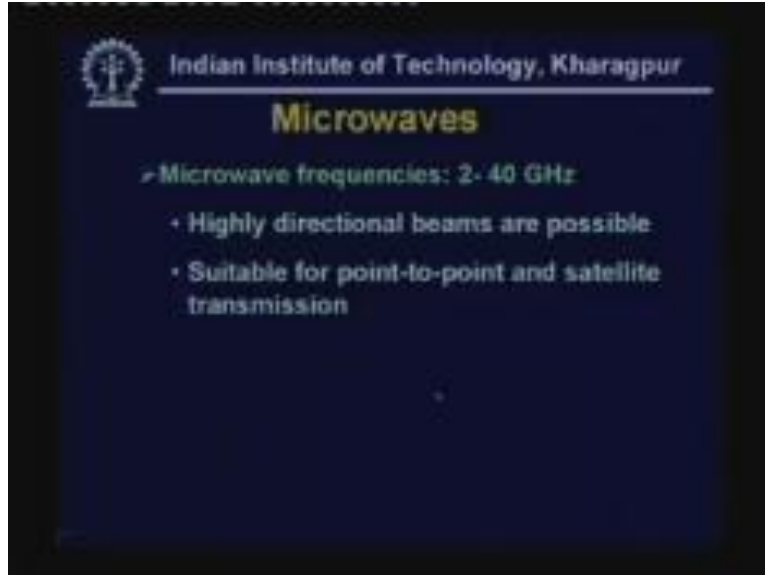 Indian Institute of Technology, Kharagpur
Microwaves
➢Microwave frequencies: 2- 40 GHz
• Highly directional beams are possible
• Suitable for point-to-point and satellite
transmission